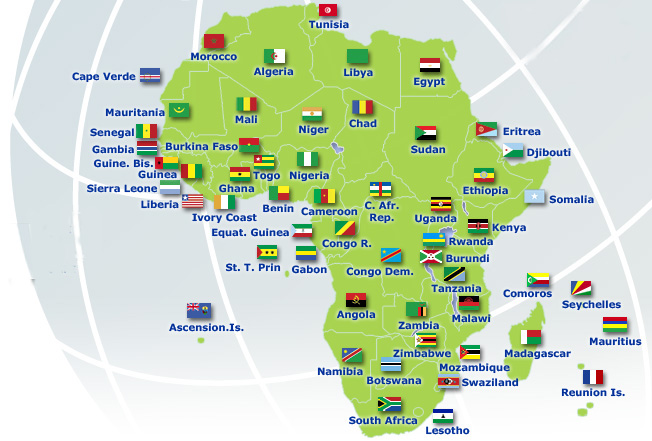 Tunisia
Morocco
Algeria
Libya
Egypt
Cape Verde
Mauritania
Mali
Niger
Chad
Senegal
Gambia
Burkina Faso
Sudan
Eritrea
Djibouti
Guine. Bis.
Guinea
Togo
Nigeria
Sierra Leone
Ghana
Ethiopia
Liberia
Ivory Coast
Benin
Cameroon
C. Afr.
Rep.
Uganda
Somalia
Kenya
Equat. Guinea
Congo R.
Rwanda
Burundi
St. T. Prin
Gabon
Congo Dem.
Tanzania
Comoros
Seychelles
Ascension.Is.
Angola
Zambia
Malawi
Mauritius
Zimbabwe
Madagascar
Namibia
Botswana
Mozambique
Swaziland
Reunion Is.
South Africa
Lesotho